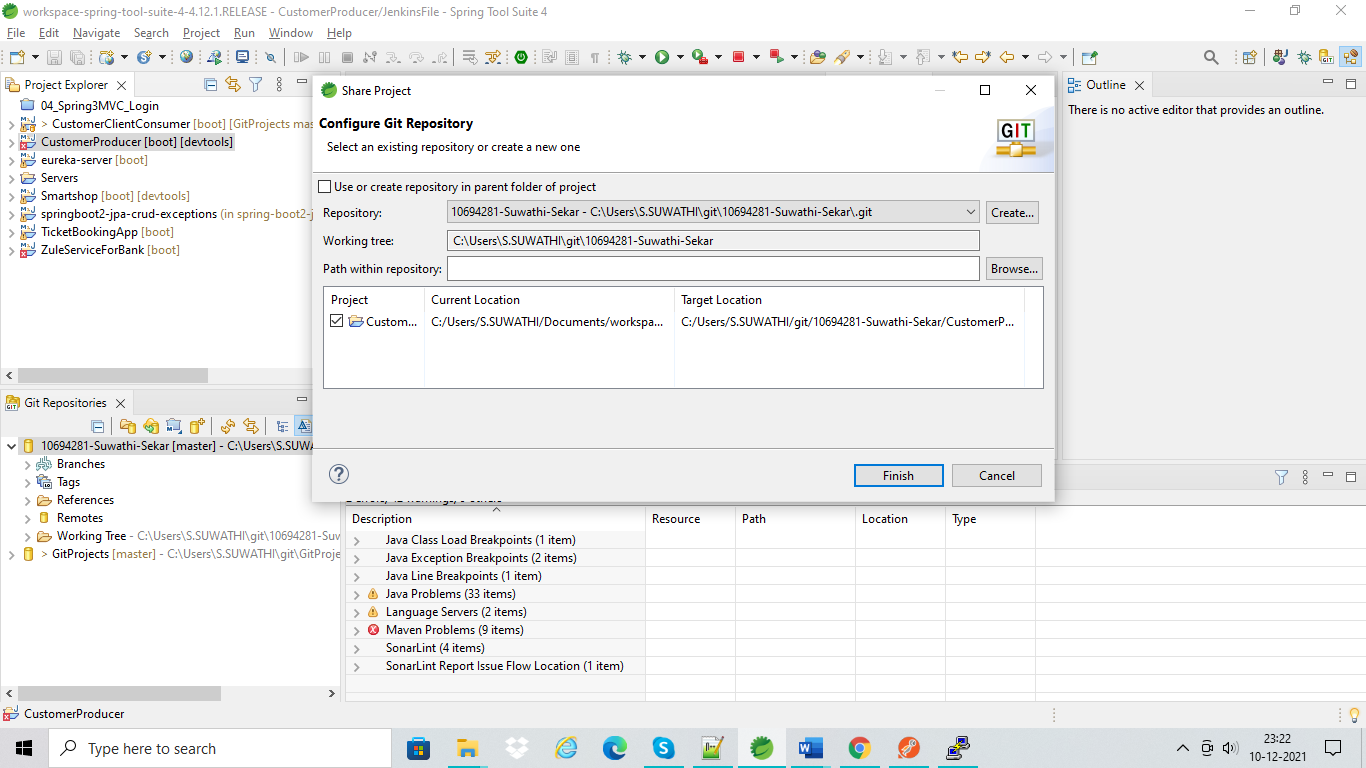 workspace-spring-tool-suite-4-4.12.1.RELEASE - CustomerProducer/JenkinsFile - Spring Tool Suite 4
File Edit Navigate Search Project Run Window Help
Project Explorer
04_Spring3MVC_Login
> CustomerClientConsumer [boot] [GitProjects mas
CustomerProducer [boot] [devtools]
eureka-server [boot]
Servers
Smartshop [boot] [devtools]
springboot2-jpa-crud-exceptions (in spring-boot2-j
TicketBookingApp [boot]
ZuleServiceForBank [boot]
Share Project
Configure Git Repository
Select an existing repository or create a new one
GIT
Use or create repository in parent folder of project
Repository: 10694281-Suwathi-Sekar - C:\Users\S.SUWATHI\git\10694281-Suwathi-Sekar\.git Create...
Working tree: C:\Users\S.SUWATHI\git\10694281-Suwathi-Sekar
Path within repository: Browse...
Project Current Location Target Location
Custom... C:/Users/S.SUWATHI/Documents/workspa... C:/Users/S.SUWATHI/git/10694281-Suwathi-Sekar/CustomerP...
Finish Cancel
Outline
There is no active editor that provides an outline.
Git Repositories
10694281-Suwathi-Sekar [master] - C:\Users\S.SUWA
Branches
Tags
References
Remotes
Working Tree - C:\Users\S.SUWATHI\git\10694281-Suw
> GitProjects [master] - C:\Users\S.SUWATHI\git\GitProje
Description Resource Path Location Type
Java Class Load Breakpoints (1 item)
Java Exception Breakpoints (2 items)
Java Line Breakpoints (1 item)
Java Problems (33 items)
Language Servers (2 items)
Maven Problems (9 items)
SonarLint (4 items)
SonarLint Report Issue Flow Location (1 item)
CustomerProducer
Type here to search
23:22
10-12-2021